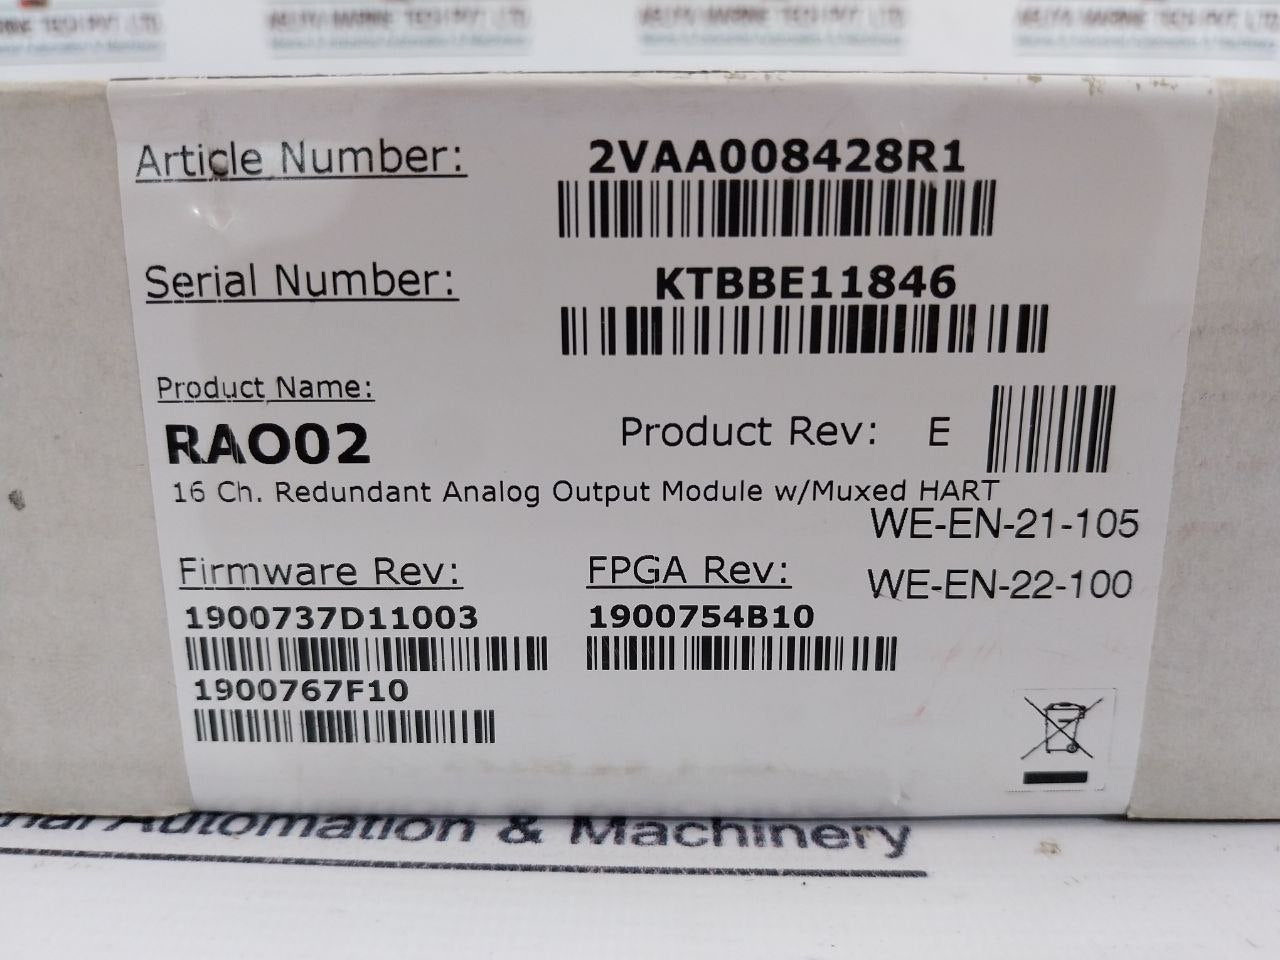 Article Number: 2VAA008428R1
Serial Number: KTBBE11846
Product Name:
RAO02
Product Rev: E
16 Ch. Redundant Analog Output Module w/Muxed HART
WE-EN-21-105
Firmware Rev: FPGA Rev: WE-EN-22-100
1900737D11003 1900754B10
1900767F10
Automation & Machinery